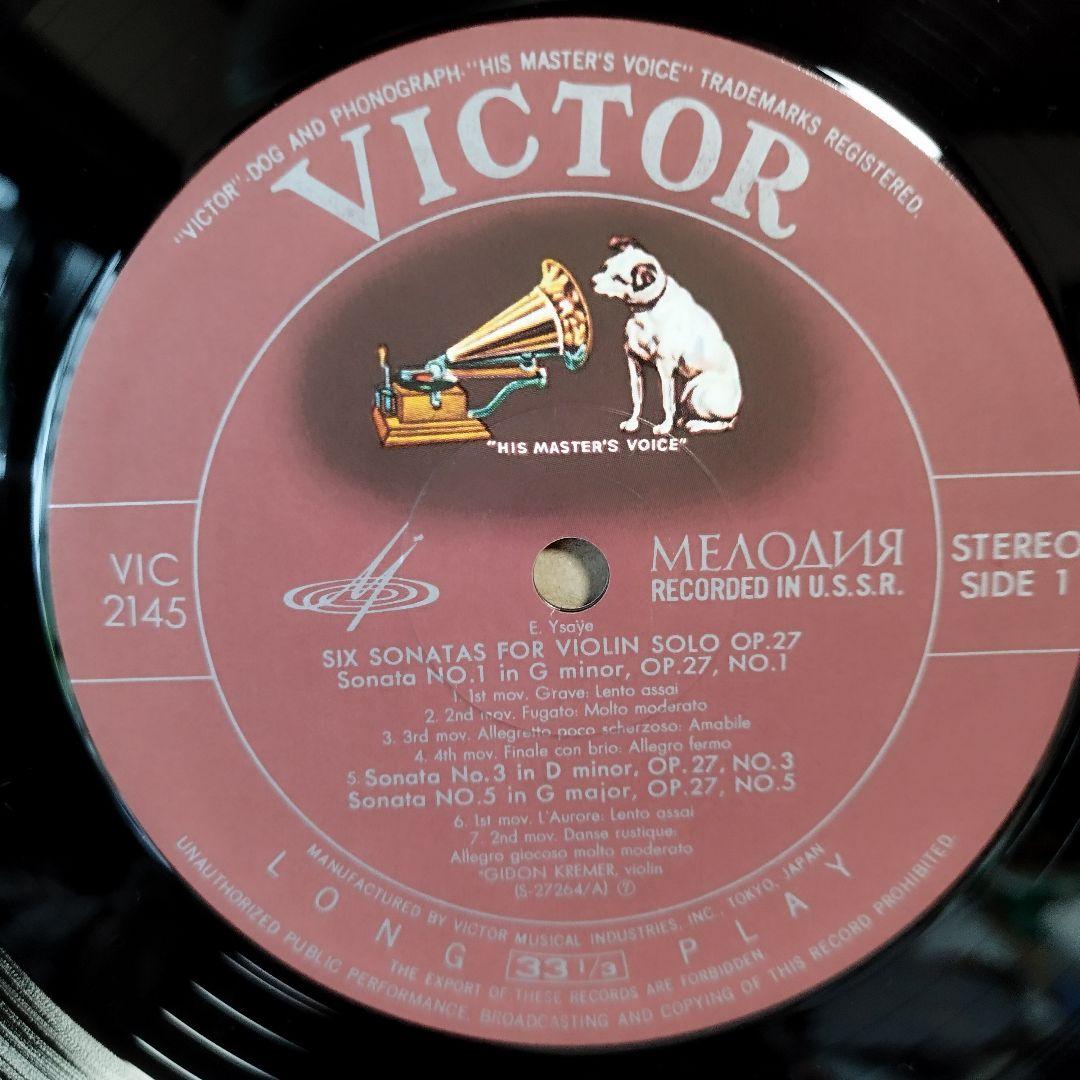 "VICTOR"-DOG AND PHONOGRAPH-"HIS MASTER'S VOICE" TRADEMARKS REGISTERED.
VICTOR
"HIS MASTER'S VOICE"
VIC
2145
МЕЛОДИЯ
RECORDED IN U.S.S.R.
STEREO
SIDE 1
E. Ysaÿe
SIX SONATAS FOR VIOLIN SOLO OP.27
Sonata NO.1 in G minor, OP.27, NO.1
1. 1st mov. Grave: Lento assai
2. 2nd mov. Fugato: Molto moderato
3. 3rd mov. Allegretto poco scherzoso: Amabile
4. 4th mov. Finale con brio: Allegro fermo
5. Sonata No.3 in D minor, OP.27, NO.3
Sonata NO.5 in G major, OP.27, NO.5
6. 1st mov. L'Aurore: Lento assai
7. 2nd mov. Danse rustique:
Allegro giocoso molto moderato
*GIDON KREMER, violin
(S-27264/A) ⑦
MANUFACTURED BY VICTOR MUSICAL INDUSTRIES, INC., TOKYO, JAPAN
LONG PLAY
33 1/3
THE EXPORT OF THESE RECORDS ARE FORBIDDEN
UNAUTHORIZED PUBLIC PERFORMANCE, BROADCASTING AND COPYING OF THIS RECORD PROHIBITED.